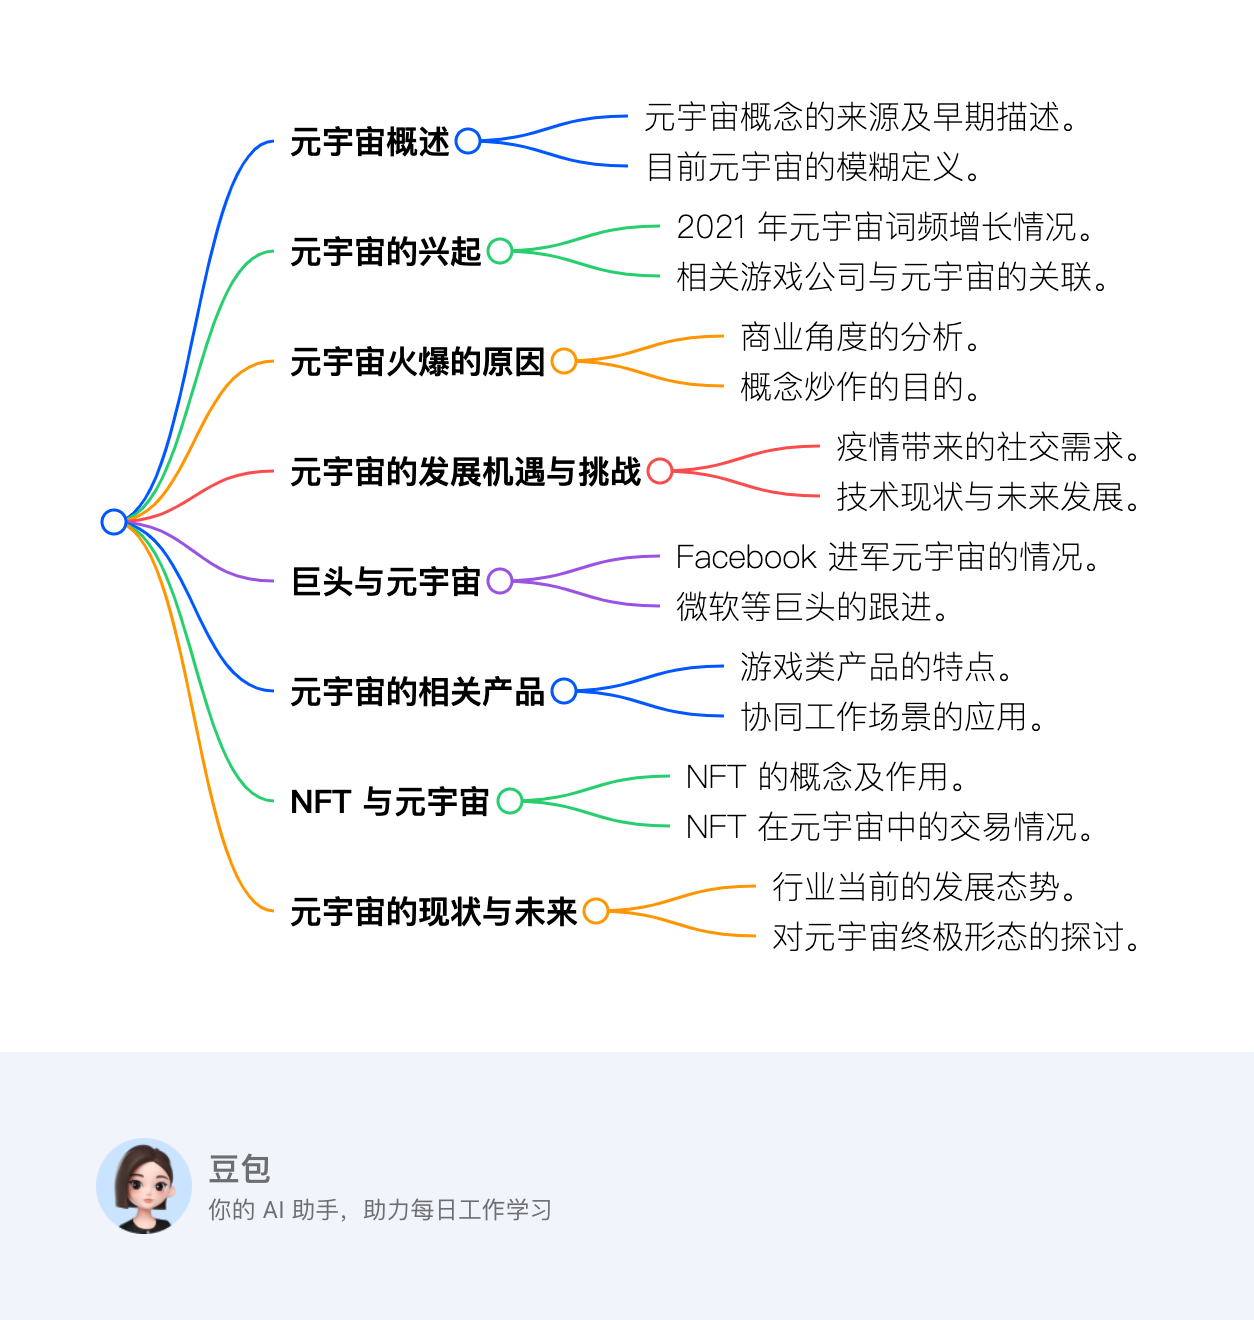 元宇宙概述
元宇宙概念的来源及早期描述。
目前元宇宙的模糊定义。
元宇宙的兴起
2021 年元宇宙词频增长情况。
相关游戏公司与元宇宙的关联。
元宇宙火爆的原因
商业角度的分析。
概念炒作的目的。
元宇宙的发展机遇与挑战
疫情带来的社交需求。
技术现状与未来发展。
巨头与元宇宙
Facebook 进军元宇宙的情况。
微软等巨头的跟进。
元宇宙的相关产品
游戏类产品的特点。
协同工作场景的应用。
NFT 与元宇宙
NFT 的概念及作用。
NFT 在元宇宙中的交易情况。
元宇宙的现状与未来
行业当前的发展态势。
对元宇宙终极形态的探讨。
豆包
你的 AI 助手，助力每日工作学习